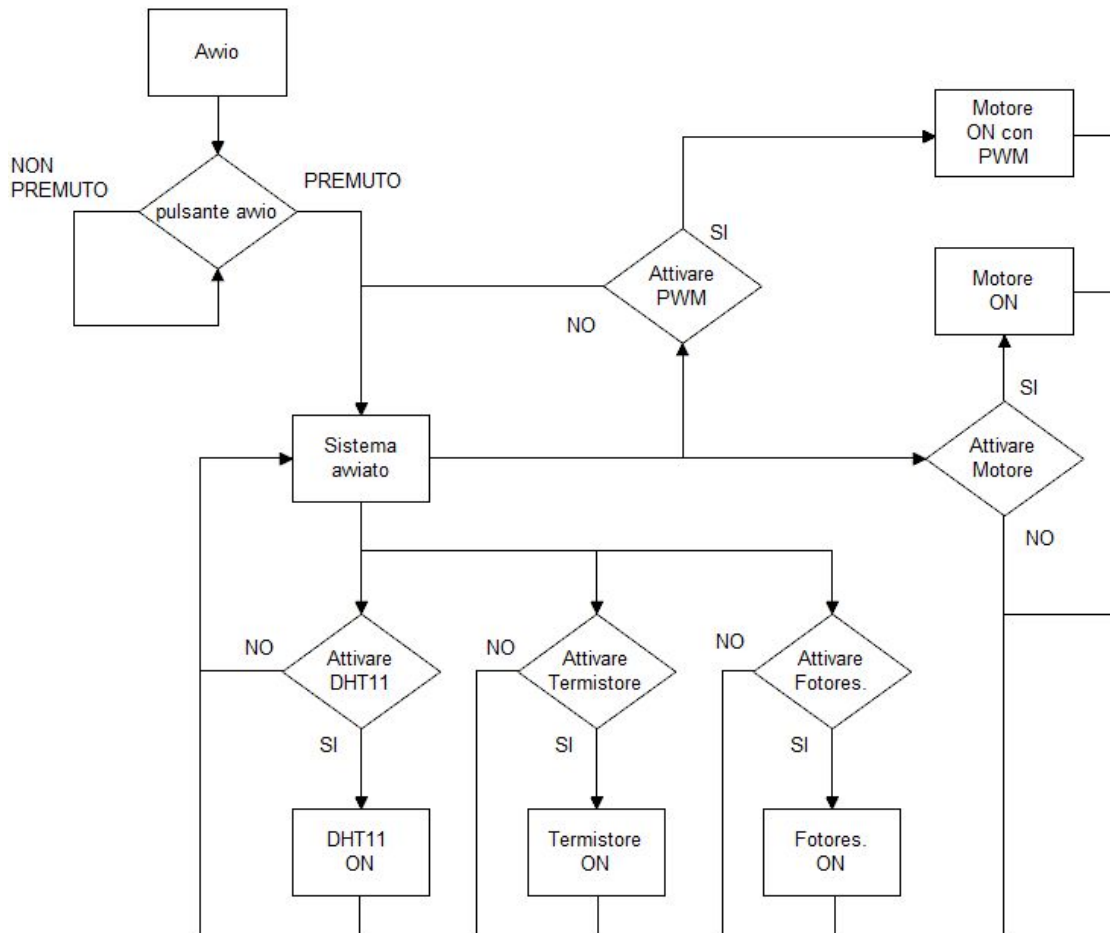 Avvio
NON
PREMUTO
PREMUTO
pulsante avvio
Motore
ON con
PWM
SI
Attivare
PWM
NO
Motore
ON
SI
Sistema
avviato
Attivare
Motore
NO
NO
Attivare
DHT11
SI
NO
Attivare
Termistore
SI
NO
Attivare
Fotores.
SI
DHT11
ON
Termistore
ON
Fotores.
ON